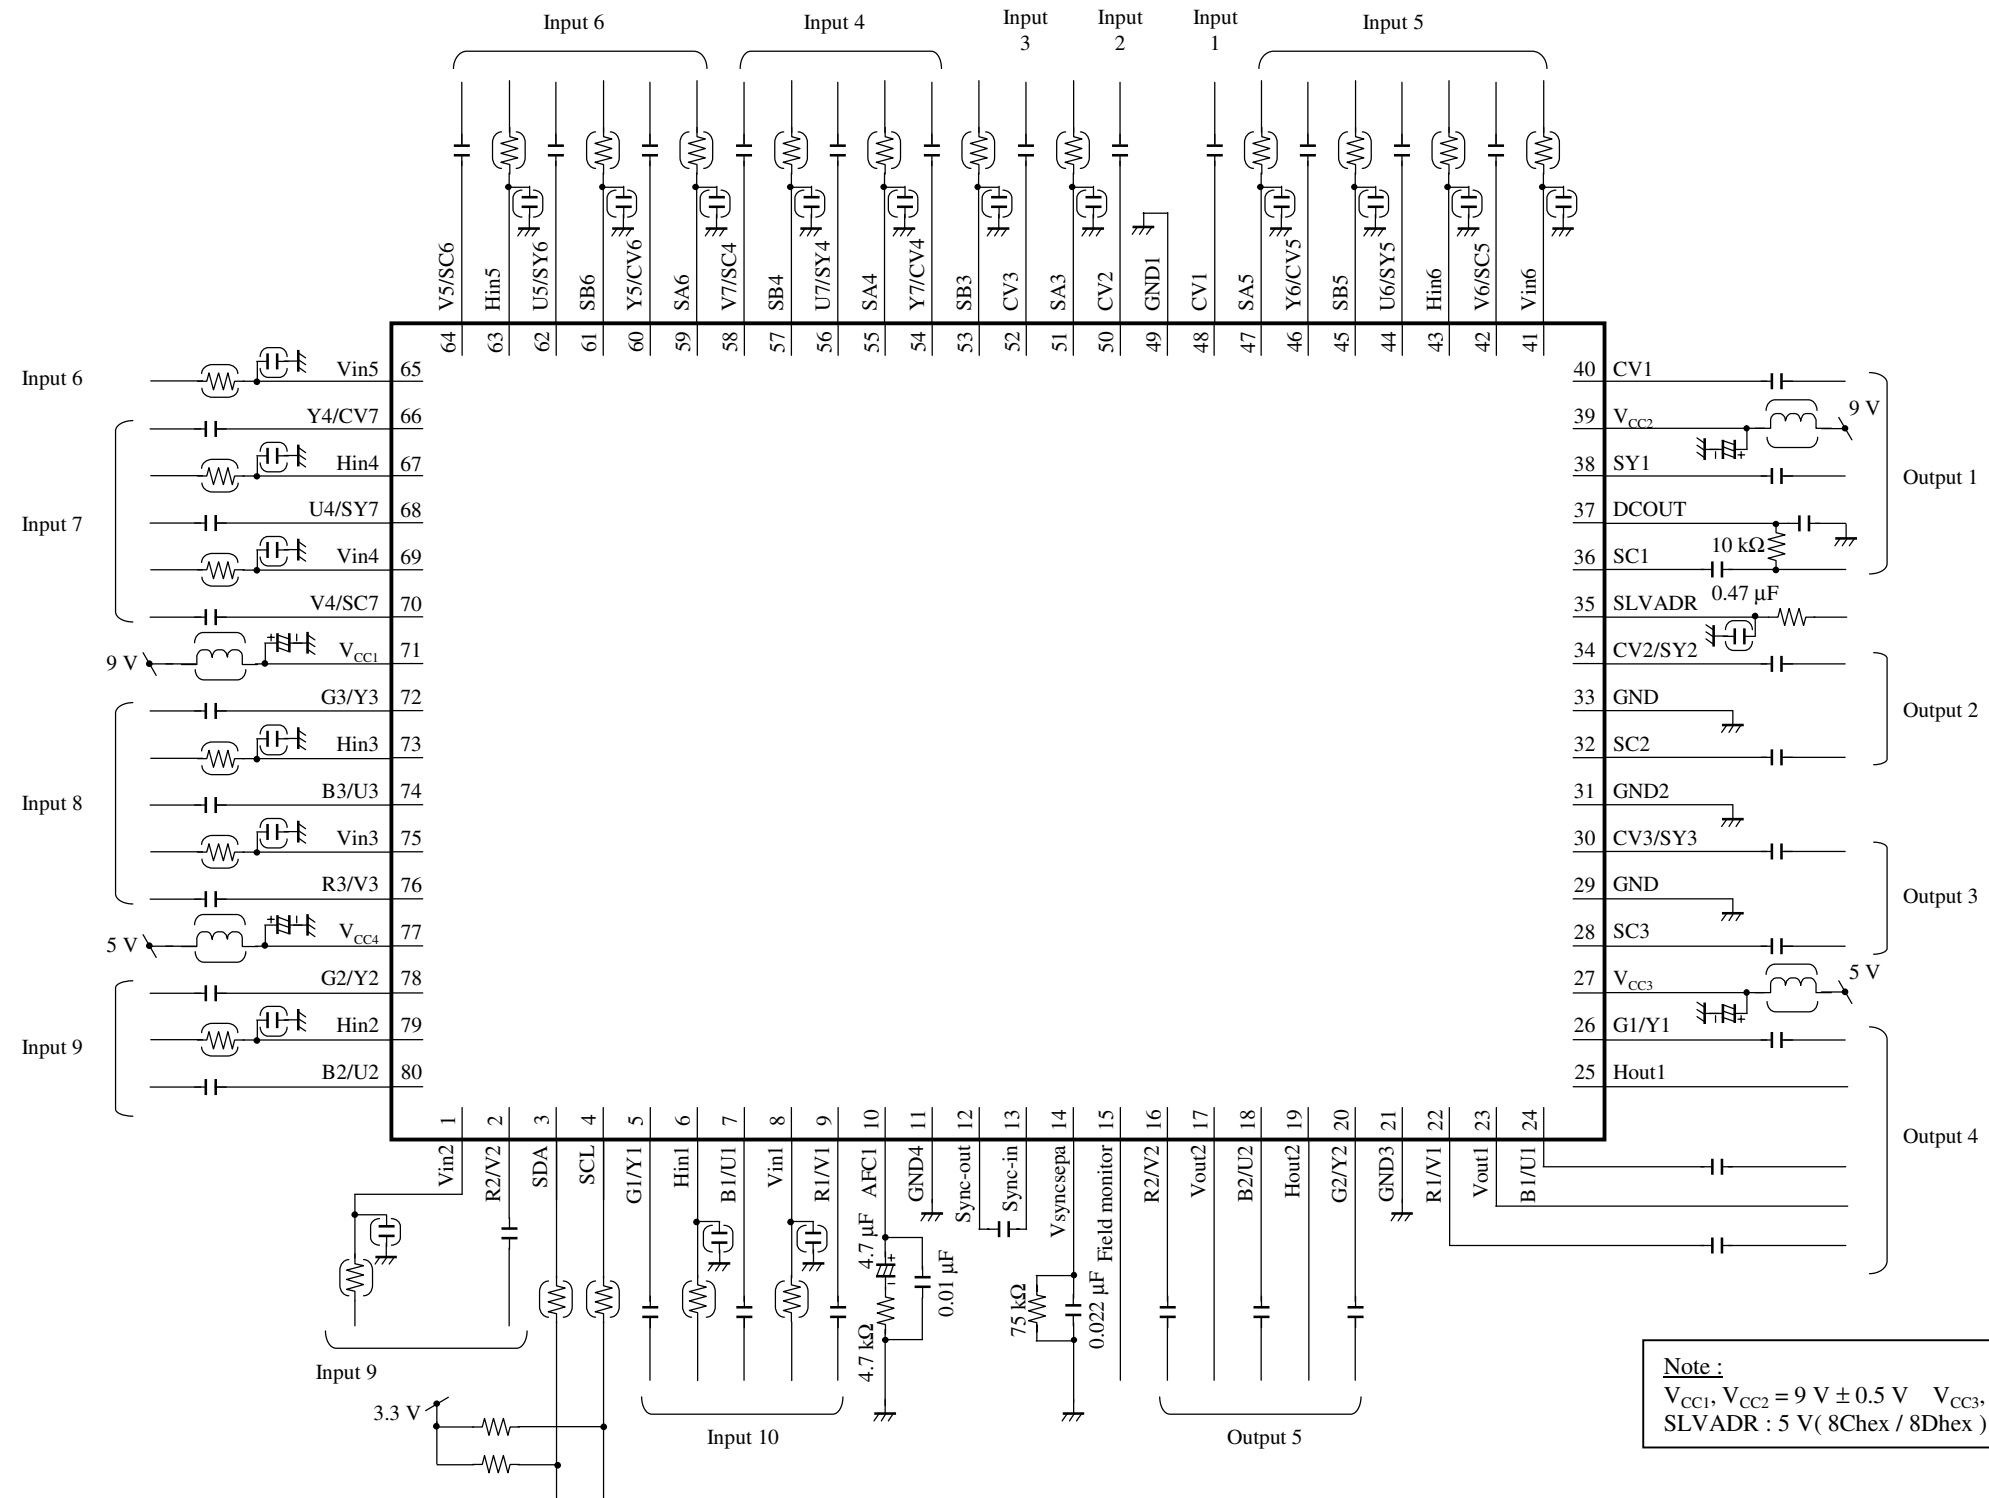 Input 6
Input 4
Input
3
Input
2
Input
1
Input 5
V5/SC6
Hin5
U5/SY6
SB6
Y5/CV6
SA6
V7/SC4
SB4
U7/SY4
SA4
Y7/CV4
SB3
CV3
SA3
CV2
GND1
CV1
SA5
Y6/CV5
SB5
U6/SY5
Hin6
V6/SC5
Vin6
64
63
62
61
60
59
58
57
56
55
54
53
52
51
50
49
48
47
46
45
44
43
42
41
Input 6
Vin5 65
Y4/CV7 66
Hin4 67
Input 7
U4/SY7 68
Vin4 69
V4/SC7 70
9 V
+ −
VCC1 71
G3/Y3 72
Hin3 73
Input 8
B3/U3 74
Vin3 75
R3/V3 76
5 V
+ −
VCC4 77
G2/Y2 78
Hin2 79
Input 9
B2/U2 80
40 CV1
39 VCC2
9 V
− +
38 SY1
Output 1
37 DCOUT
10 kΩ
36 SC1
0.47 µF
35 SLVADR
34 CV2/SY2
33 GND
Output 2
32 SC2
31 GND2
30 CV3/SY3
29 GND
Output 3
28 SC3
27 VCC3
5 V
− +
26 G1/Y1
25 Hout1
Output 4
1
2
3
4
5
6
7
8
9
10
11
12
13
14
15
16
17
18
19
20
21
22
23
24
Vin2
R2/V2
SDA
SCL
G1/Y1
Hin1
B1/U1
Vin1
R1/V1
AFC1
GND4
Sync-out
Sync-in
Vsyncsepa
Field monitor
R2/V2
Vout2
B2/U2
Hout2
G2/Y2
GND3
R1/V1
Vout1
B1/U1
4.7 µF
+
−
0.01 µF
4.7 kΩ
75 kΩ
0.022 µF
Input 9
3.3 V
Input 10
Output 5
Note :
VCC1, VCC2 = 9 V ± 0.5 V VCC3,
SLVADR : 5 V( 8Chex / 8Dhex )